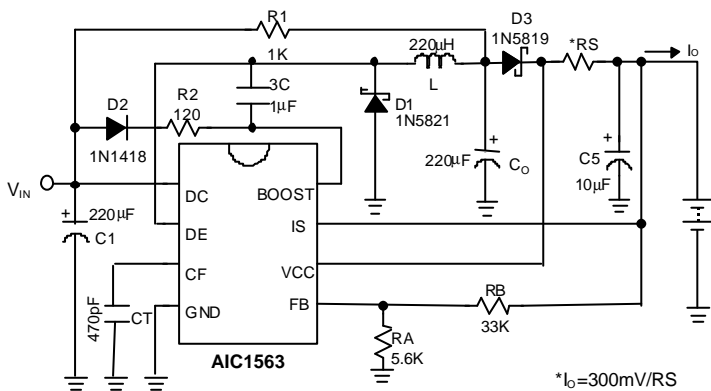 R1
1K
D3
1N5819
*RS
IO
220µH
L
3C
1µF
D2
1N1418
R2
120
D1
1N5821
220µF
CO
C5
10µF
VIN
220µF
C1
DC
BOOST
DE
IS
CF
VCC
GND
FB
470pF
CT
RB
33K
RA
5.6K
AIC1563
*IO=300mV/RS